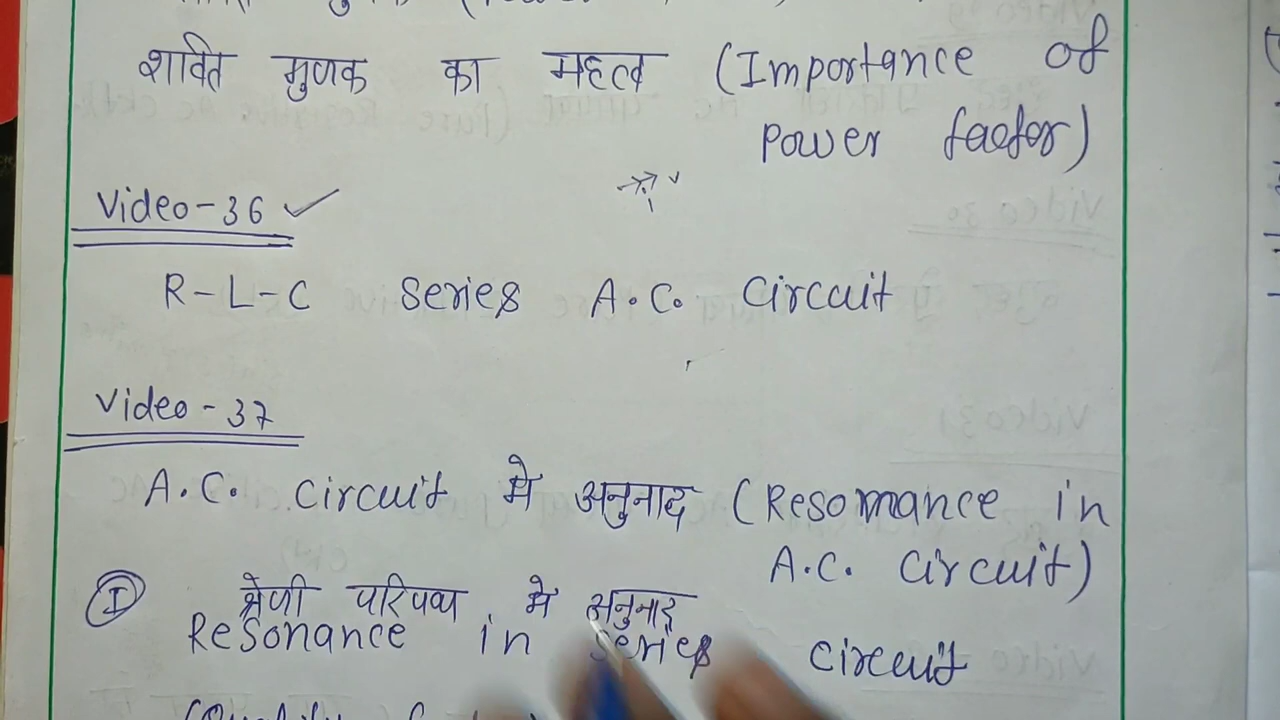 शक्ति गुणक का महत्व (Importance of
Power factor)
Video-36
R-L-C Series A.C. Circuit
Video-37
A.C. Circuit मे अनुनाद (Resonance in
A.C. Circuit)
I श्रेणी परिपथ मे अनुनाद
Resonance in Series Circuit